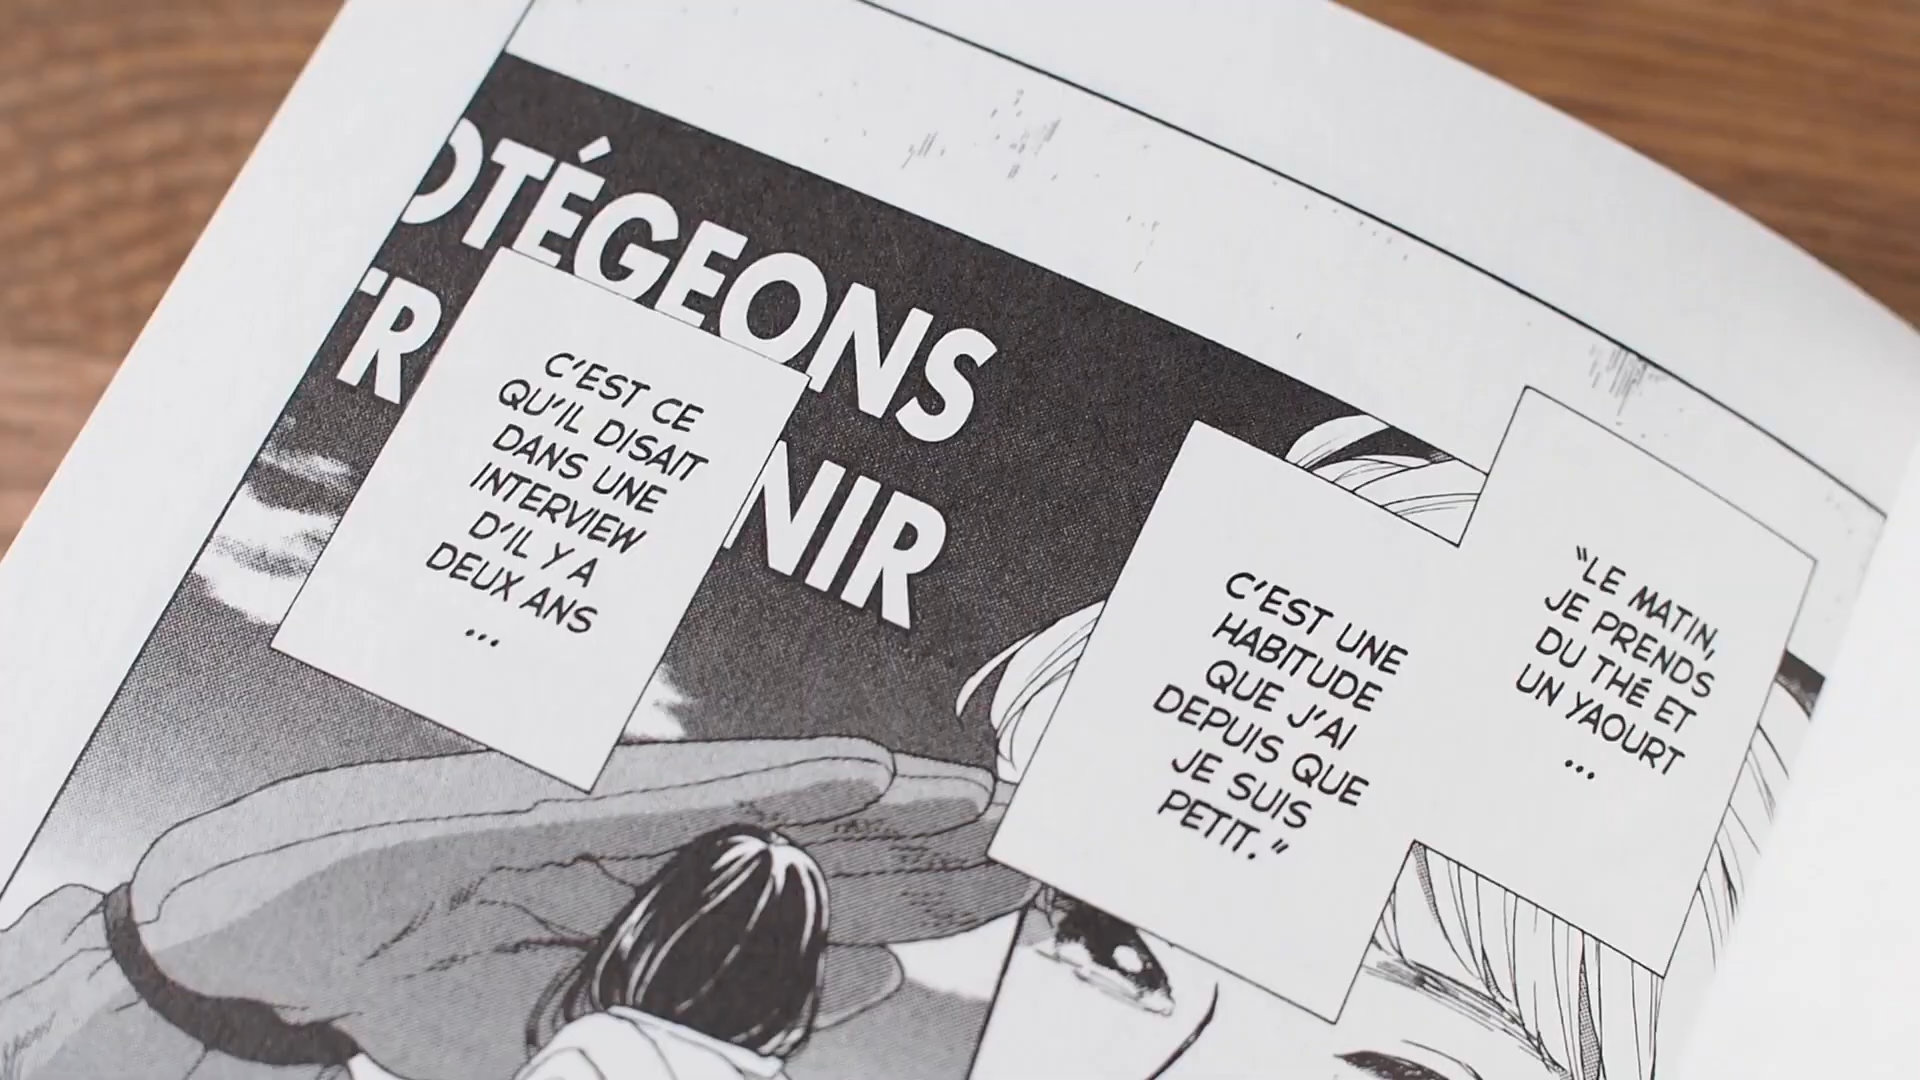 OTÉGEONS
TR
NIR
"LE MATIN,
JE PRENDS
DU THÉ ET
UN YAOURT
...
C'EST UNE
HABITUDE
QUE J'AI
DEPUIS QUE
JE SUIS
PETIT."
C'EST CE
QU'IL DISAIT
DANS UNE
INTERVIEW
D'IL Y A
DEUX ANS
...